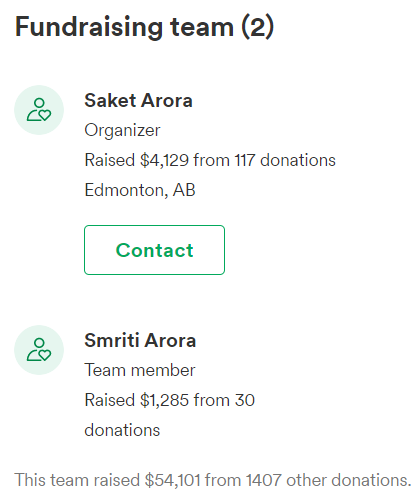 Fundraising team (2)
Saket Arora
Organizer
Raised $4,129 from 117 donations
Edmonton, AB
Contact
Smriti Arora
Team member
Raised $1,285 from 30
donations
This team raised $54,101 from 1407 other donations.